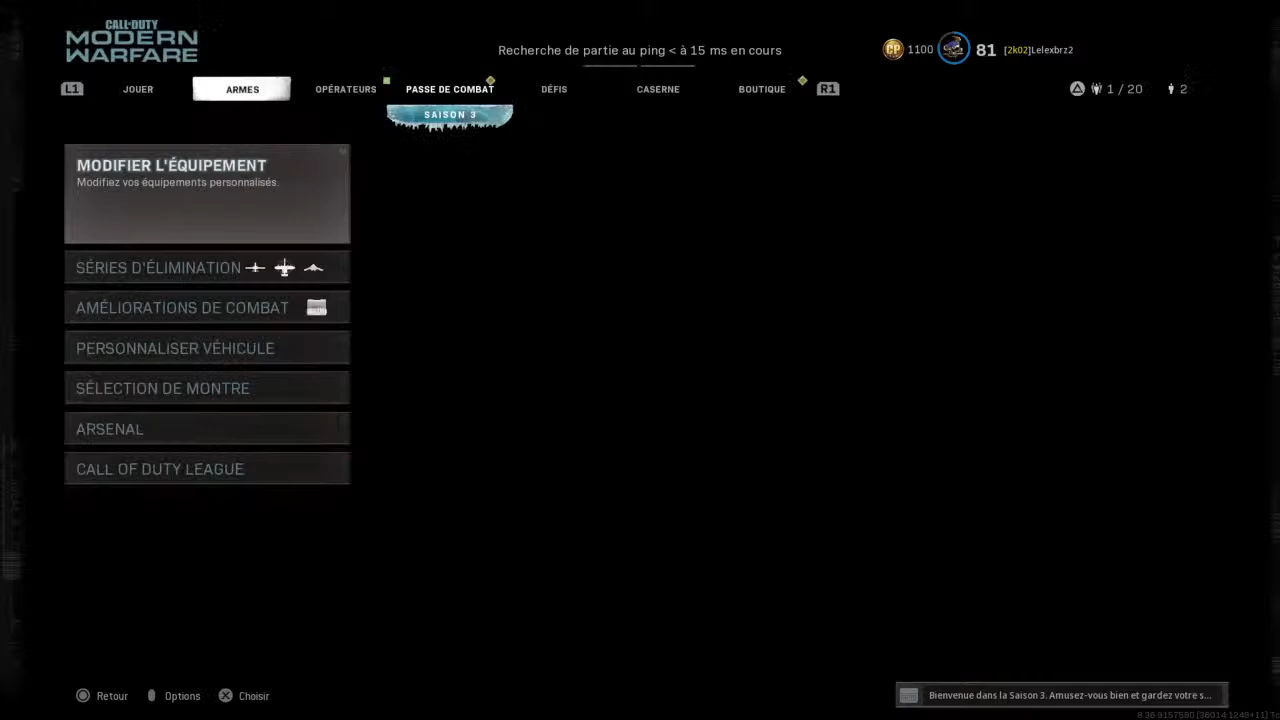 CALL OF DUTY
MODERN
WARFARE
Recherche de partie au ping < à 15 ms en cours
CP 1100 81 [2k02]Lelexbrz2
L1 JOUER ARMES OPÉRATEURS PASSE DE COMBAT DÉFIS CASERNE BOUTIQUE R1 1 / 20 2
SAISON 3
MODIFIER L'ÉQUIPEMENT
Modifiez vos équipements personnalisés.
SÉRIES D'ÉLIMINATION
AMÉLIORATIONS DE COMBAT
PERSONNALISER VÉHICULE
SÉLECTION DE MONTRE
ARSENAL
CALL OF DUTY LEAGUE
Retour Options Choisir
Bienvenue dans la Saison 3. Amusez-vous bien et gardez votre s...